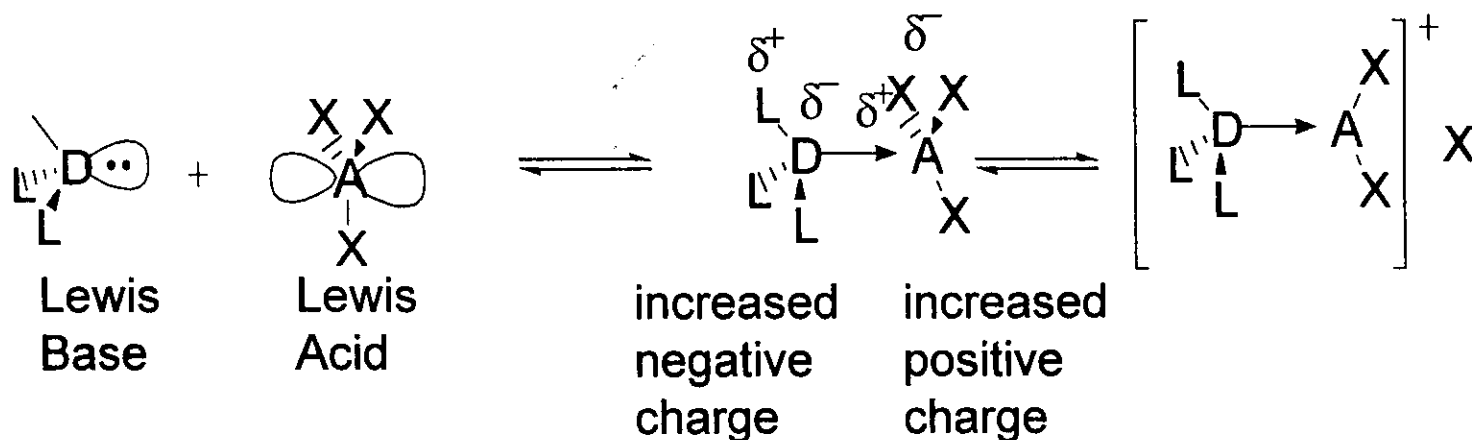 L L D +
X X A X
δ+ L δ− D L L δ+ X δ− X A X
L D L L A X X + X
Lewis Base
Lewis Acid
increased negative charge
increased positive charge